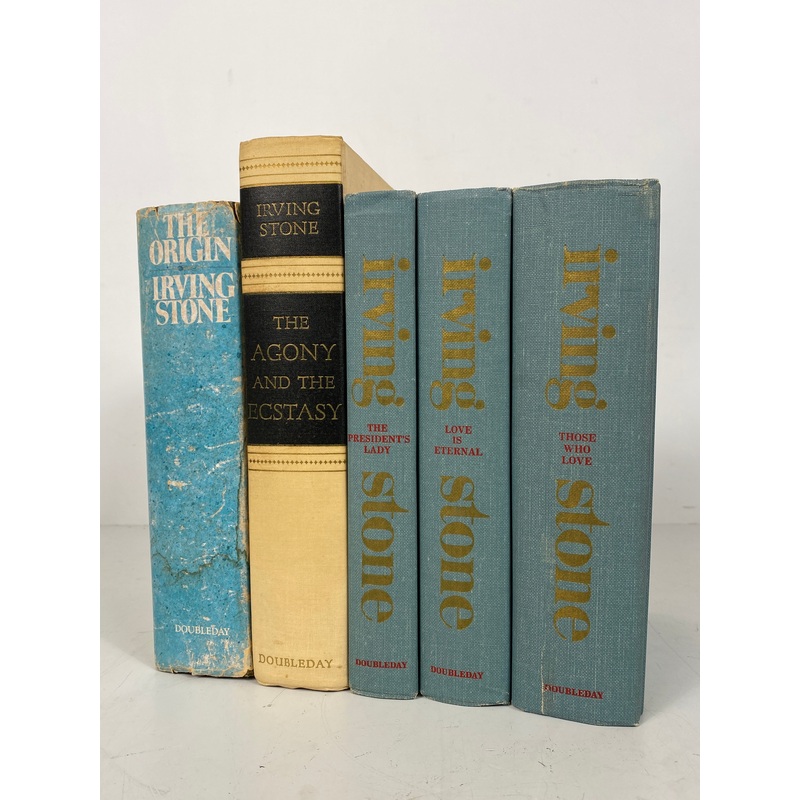 THE
ORIGIN
IRVING
STONE
DOUBLEDAY
IRVING
STONE
THE
AGONY
AND THE
ECSTASY
DOUBLEDAY
irving
THE
PRESIDENT'S
LADY
stone
DOUBLEDAY
irving
LOVE
IS
ETERNAL
stone
DOUBLEDAY
irving
THOSE
WHO
LOVE
stone
DOUBLEDAY